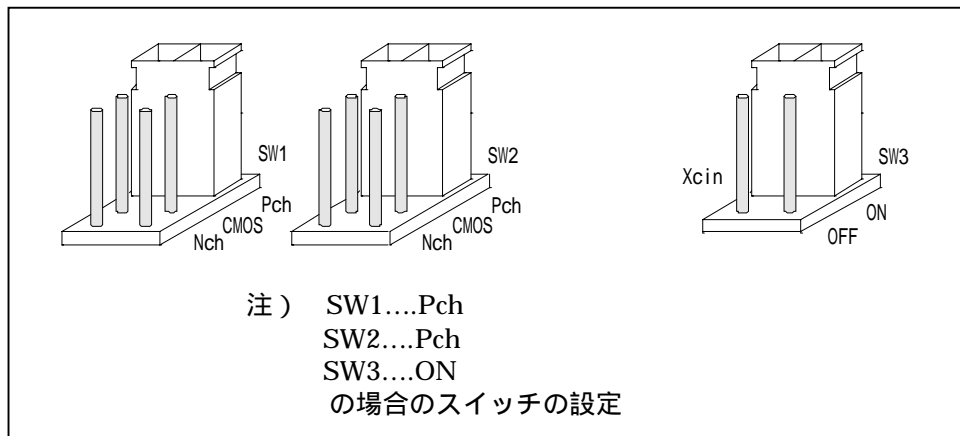 SW1
Pch
CMOS
Nch
SW2
Pch
CMOS
Nch
Xcin
SW3
ON
OFF
注） SW1....Pch
SW2....Pch
SW3....ON
の場合のスイッチの設定